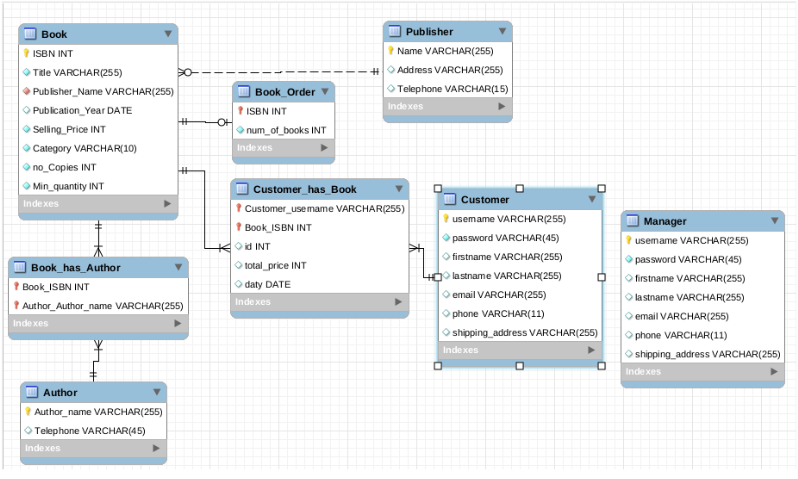 Book
ISBN INT
Title VARCHAR(255)
Publisher_Name VARCHAR(255)
Publication_Year DATE
Selling_Price INT
Category VARCHAR(10)
no_Copies INT
Min_quantity INT
Indexes
Publisher
Name VARCHAR(255)
Address VARCHAR(255)
Telephone VARCHAR(15)
Indexes
Book_Order
ISBN INT
num_of_books INT
Indexes
Customer_has_Book
Customer_username VARCHAR(255)
Book_ISBN INT
id INT
total_price INT
daty DATE
Indexes
Customer
username VARCHAR(255)
password VARCHAR(45)
firstname VARCHAR(255)
lastname VARCHAR(255)
email VARCHAR(255)
phone VARCHAR(11)
shipping_address VARCHAR(255)
Indexes
Manager
username VARCHAR(255)
password VARCHAR(45)
firstname VARCHAR(255)
lastname VARCHAR(255)
email VARCHAR(255)
phone VARCHAR(11)
shipping_address VARCHAR(255)
Indexes
Book_has_Author
Book_ISBN INT
Author_Author_name VARCHAR(255)
Indexes
Author
Author_name VARCHAR(255)
Telephone VARCHAR(45)
Indexes